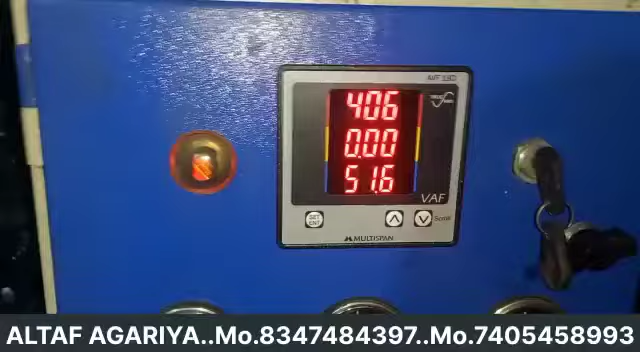 406
0.00
51.6
VAF
SET
ENT
Scroll
MULTISPAN
ALTAF AGARIYA..Mo.8347484397..Mo.7405458993